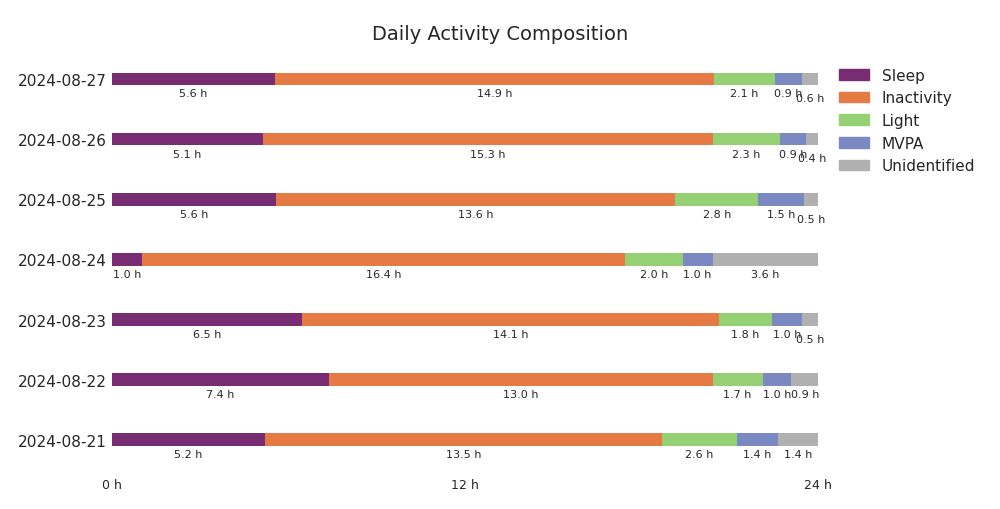 Daily Activity Composition
2024-08-27
5.6 h 14.9 h 2.1 h 0.9 h 0.6 h
2024-08-26
5.1 h 15.3 h 2.3 h 0.9 h 0.4 h
2024-08-25
5.6 h 13.6 h 2.8 h 1.5 h 0.5 h
2024-08-24
1.0 h 16.4 h 2.0 h 1.0 h 3.6 h
2024-08-23
6.5 h 14.1 h 1.8 h 1.0 h 0.5 h
2024-08-22
7.4 h 13.0 h 1.7 h 1.0 h 0.9 h
2024-08-21
5.2 h 13.5 h 2.6 h 1.4 h 1.4 h
0 h 12 h 24 h
Sleep
Inactivity
Light
MVPA
Unidentified